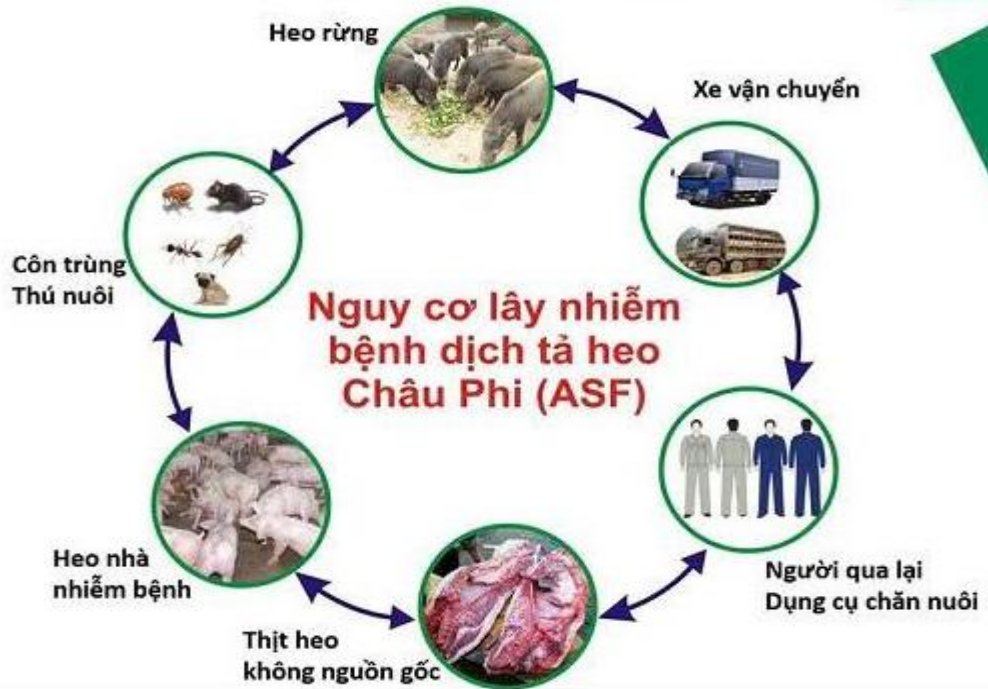 Heo rừng
Xe vận chuyển
Côn trùng
Thú nuôi
Nguy cơ lây nhiễm
bệnh dịch tả heo
Châu Phi (ASF)
Heo nhà
nhiễm bệnh
Người qua lại
Dụng cụ chăn nuôi
Thịt heo
không nguồn gốc